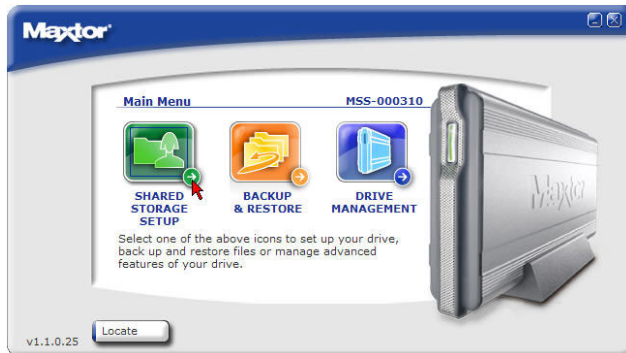 Maxtor
Main Menu MSS-000310
SHARED STORAGE SETUP
BACKUP & RESTORE
DRIVE MANAGEMENT
Select one of the above icons to set up your drive,
back up and restore files or manage advanced
features of your drive.
Maxtor
Locate
v1.1.0.25